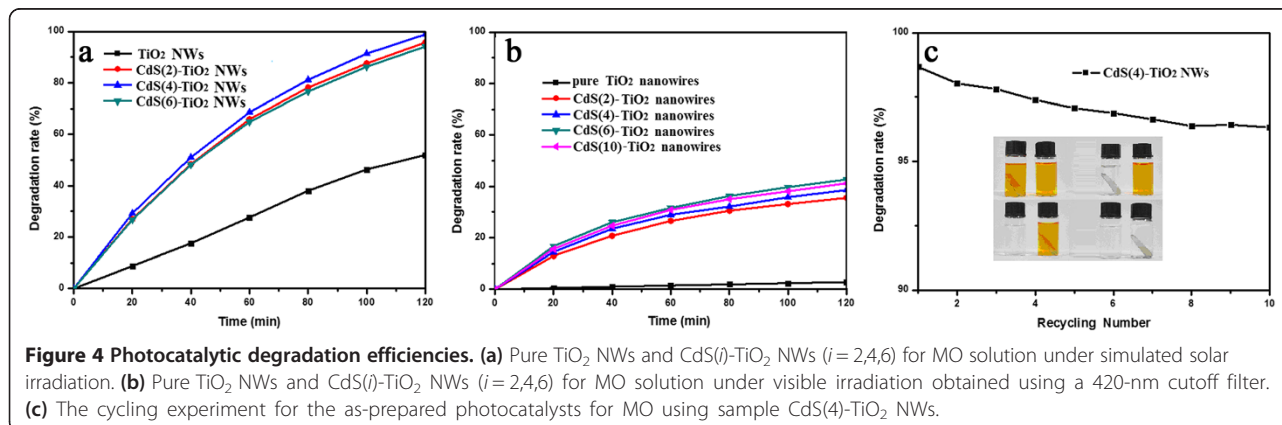 a
TiO2 NWs
CdS(2)-TiO2 NWs
CdS(4)-TiO2 NWs
CdS(6)-TiO2 NWs
Degradation rate (%)
100
80
60
40
20
0
0 20 40 60 80 100 120
Time (min)
b
pure TiO2 nanowires
CdS(2)-TiO2 nanowires
CdS(4)-TiO2 nanowires
CdS(6)-TiO2 nanowires
CdS(10)-TiO2 nanowires
Degradation rate (%)
100
80
60
40
20
0
0 20 40 60 80 100 120
Time (min)
c
CdS(4)-TiO2 NWs
Degradation rate (%)
100
95
90
2 4 6 8 10
Recycling Number
Figure 4 Photocatalytic degradation efficiencies. (a) Pure TiO2 NWs and CdS(i)-TiO2 NWs (i = 2,4,6) for MO solution under simulated solar
irradiation. (b) Pure TiO2 NWs and CdS(i)-TiO2 NWs (i = 2,4,6) for MO solution under visible irradiation obtained using a 420-nm cutoff filter.
(c) The cycling experiment for the as-prepared photocatalysts for MO using sample CdS(4)-TiO2 NWs.